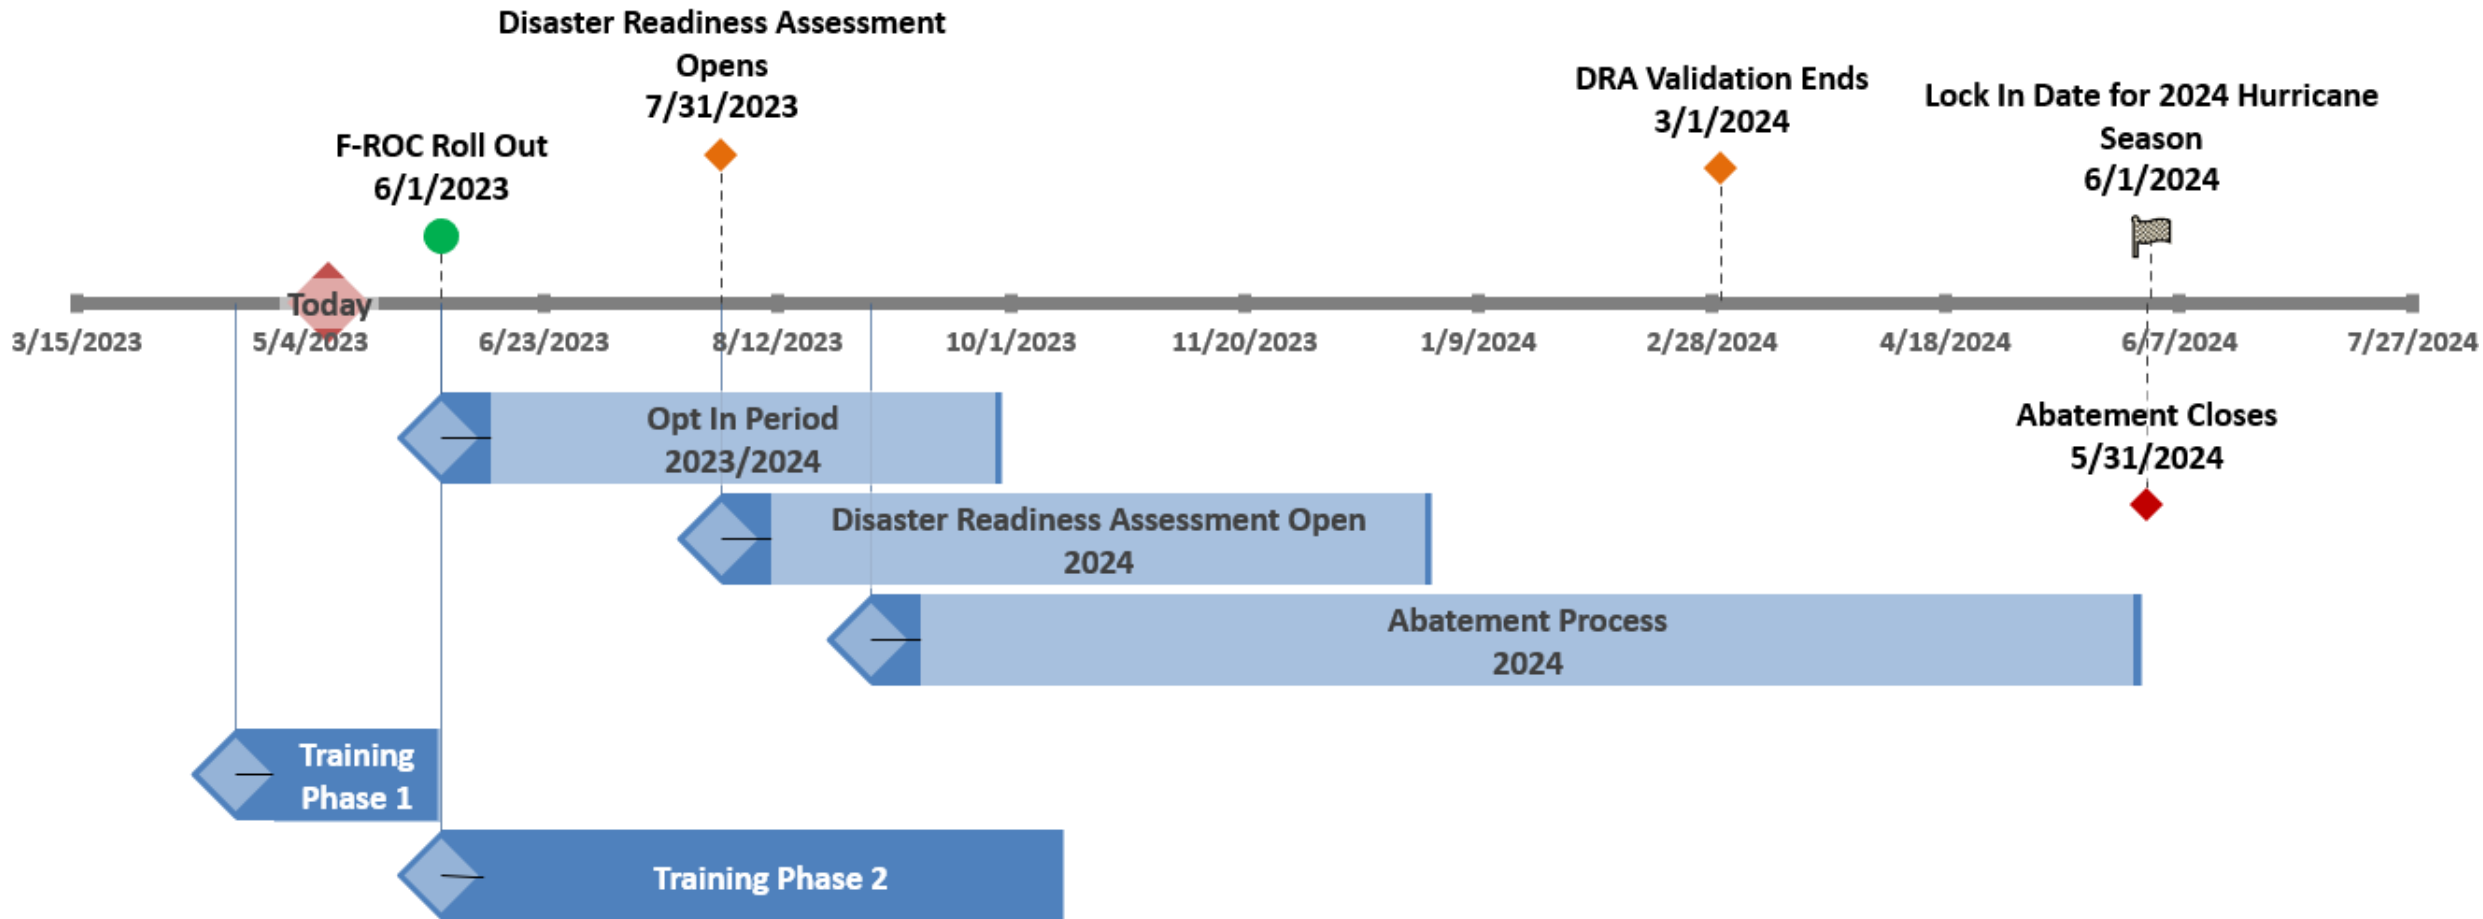 Disaster Readiness Assessment
Opens
7/31/2023
DRA Validation Ends
3/1/2024
Lock In Date for 2024 Hurricane
Season
6/1/2024
F-ROC Roll Out
6/1/2023
Today
3/15/2023
5/4/2023
6/23/2023
8/12/2023
10/1/2023
11/20/2023
1/9/2024
2/28/2024
4/18/2024
6/7/2024
7/27/2024
Opt In Period
2023/2024
Abatement Closes
5/31/2024
Disaster Readiness Assessment Open
2024
Abatement Process
2024
Training
Phase 1
Training Phase 2